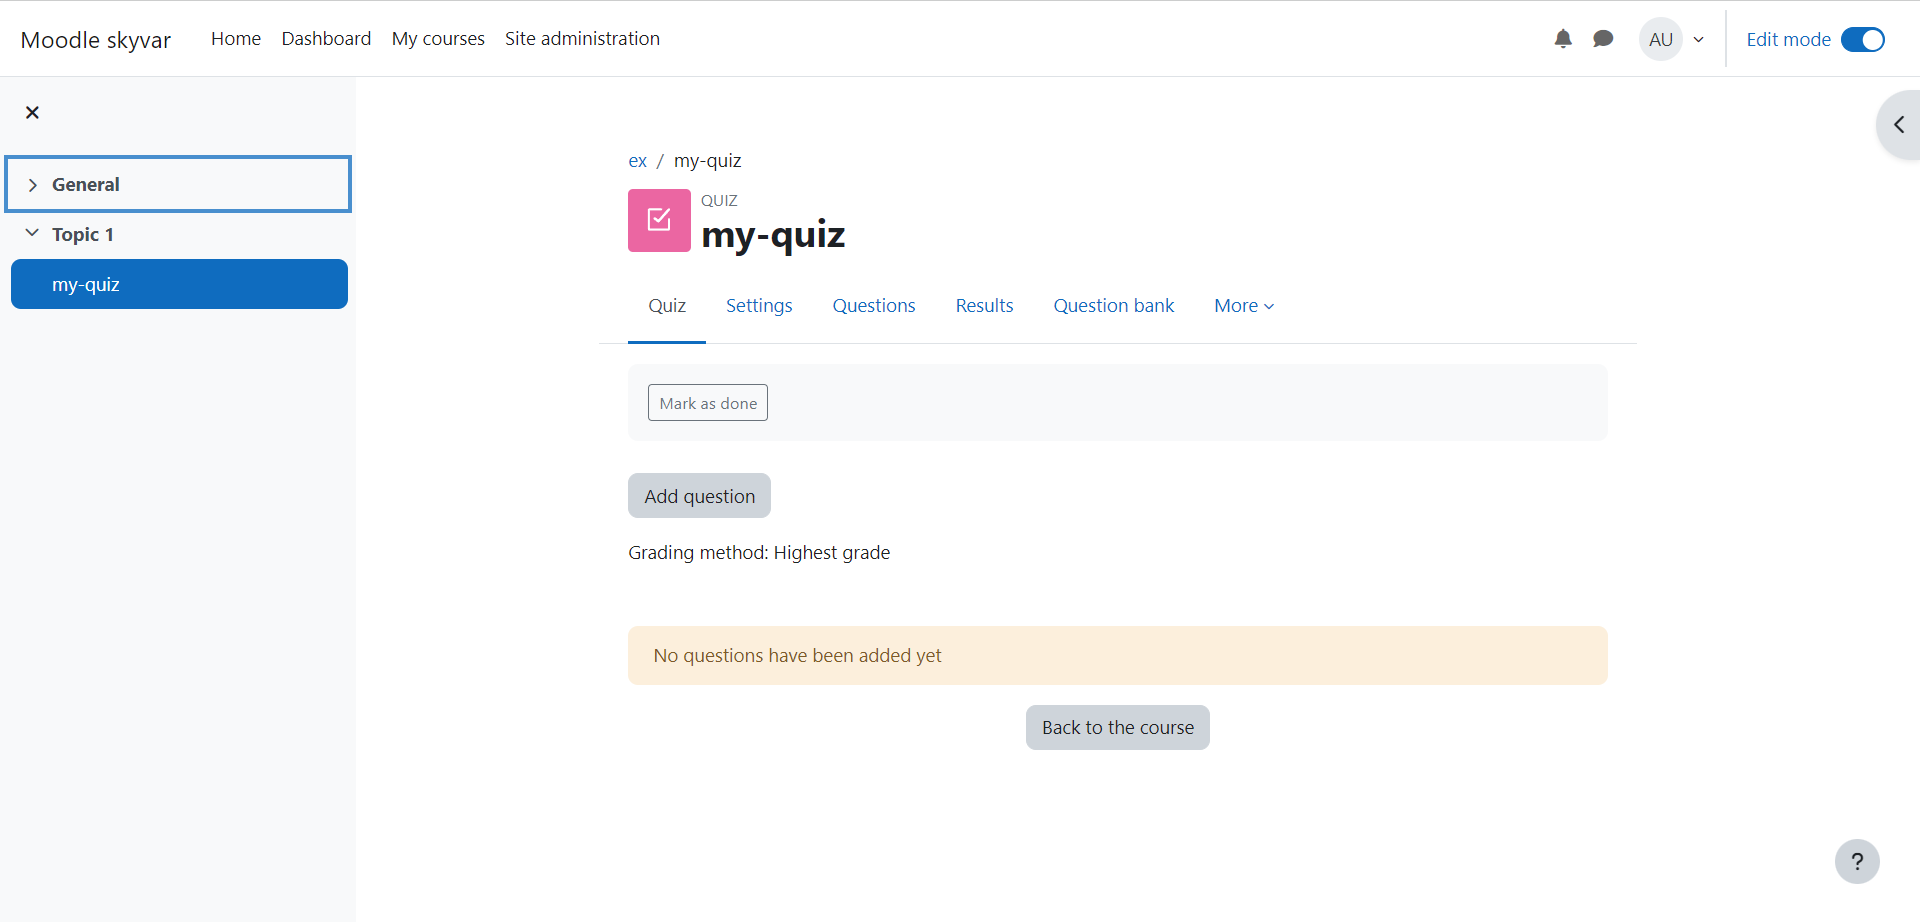 Moodle skyvar Home Dashboard My courses Site administration AU Edit mode
General
Topic 1
my-quiz
ex / my-quiz
QUIZ
my-quiz
Quiz Settings Questions Results Question bank More
Mark as done
Add question
Grading method: Highest grade
No questions have been added yet
Back to the course
?